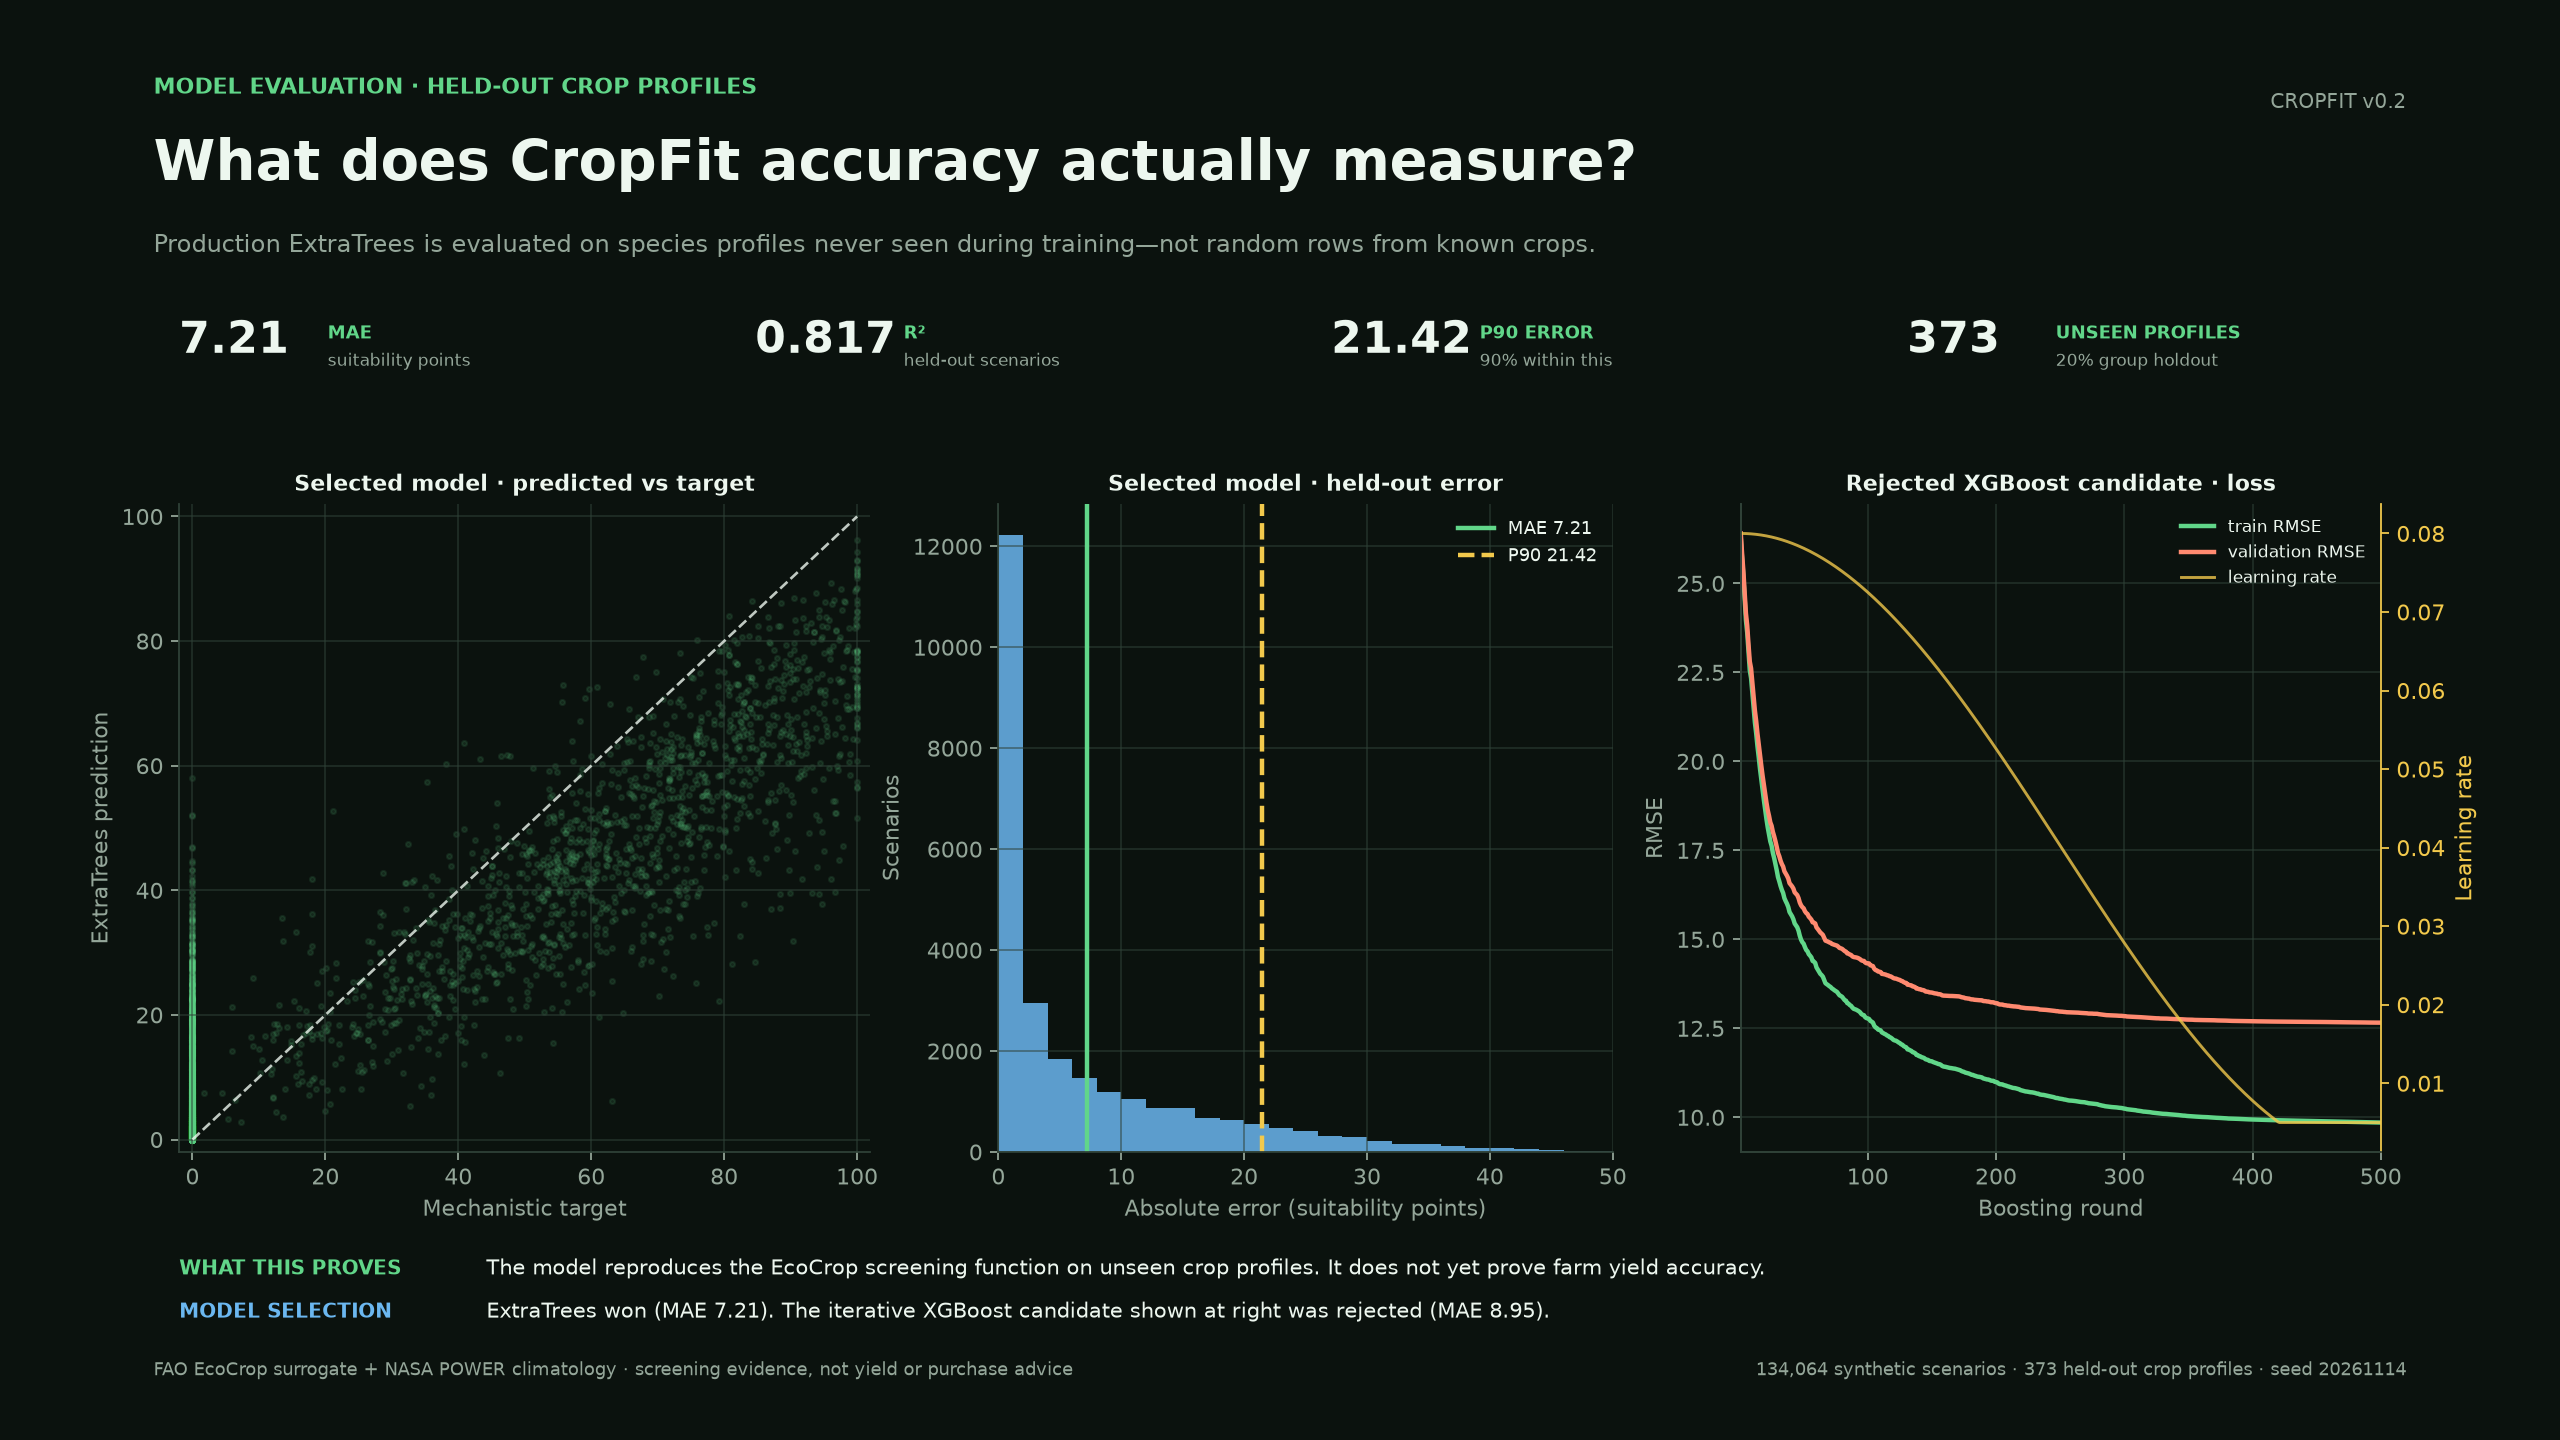 MODEL EVALUATION · HELD-OUT CROP PROFILES
CROPFIT v0.2
What does CropFit accuracy actually measure?
Production ExtraTrees is evaluated on species profiles never seen during training—not random rows from known crops.
7.21
MAE
suitability points
0.817
R²
held-out scenarios
21.42
P90 ERROR
90% within this
373
UNSEEN PROFILES
20% group holdout
Selected model · predicted vs target
100
80
60
40
20
0
ExtraTrees prediction
0 20 40 60 80 100
Mechanistic target
Selected model · held-out error
MAE 7.21
P90 21.42
12000
10000
8000
6000
4000
2000
0
Scenarios
0 10 20 30 40 50
Absolute error (suitability points)
Rejected XGBoost candidate · loss
train RMSE
validation RMSE
learning rate
25.0
22.5
20.0
17.5
15.0
12.5
10.0
RMSE
0.08
0.07
0.06
0.05
0.04
0.03
0.02
0.01
Learning rate
100 200 300 400 500
Boosting round
WHAT THIS PROVES The model reproduces the EcoCrop screening function on unseen crop profiles. It does not yet prove farm yield accuracy.
MODEL SELECTION ExtraTrees won (MAE 7.21). The iterative XGBoost candidate shown at right was rejected (MAE 8.95).
FAO EcoCrop surrogate + NASA POWER climatology · screening evidence, not yield or purchase advice
134,064 synthetic scenarios · 373 held-out crop profiles · seed 20261114